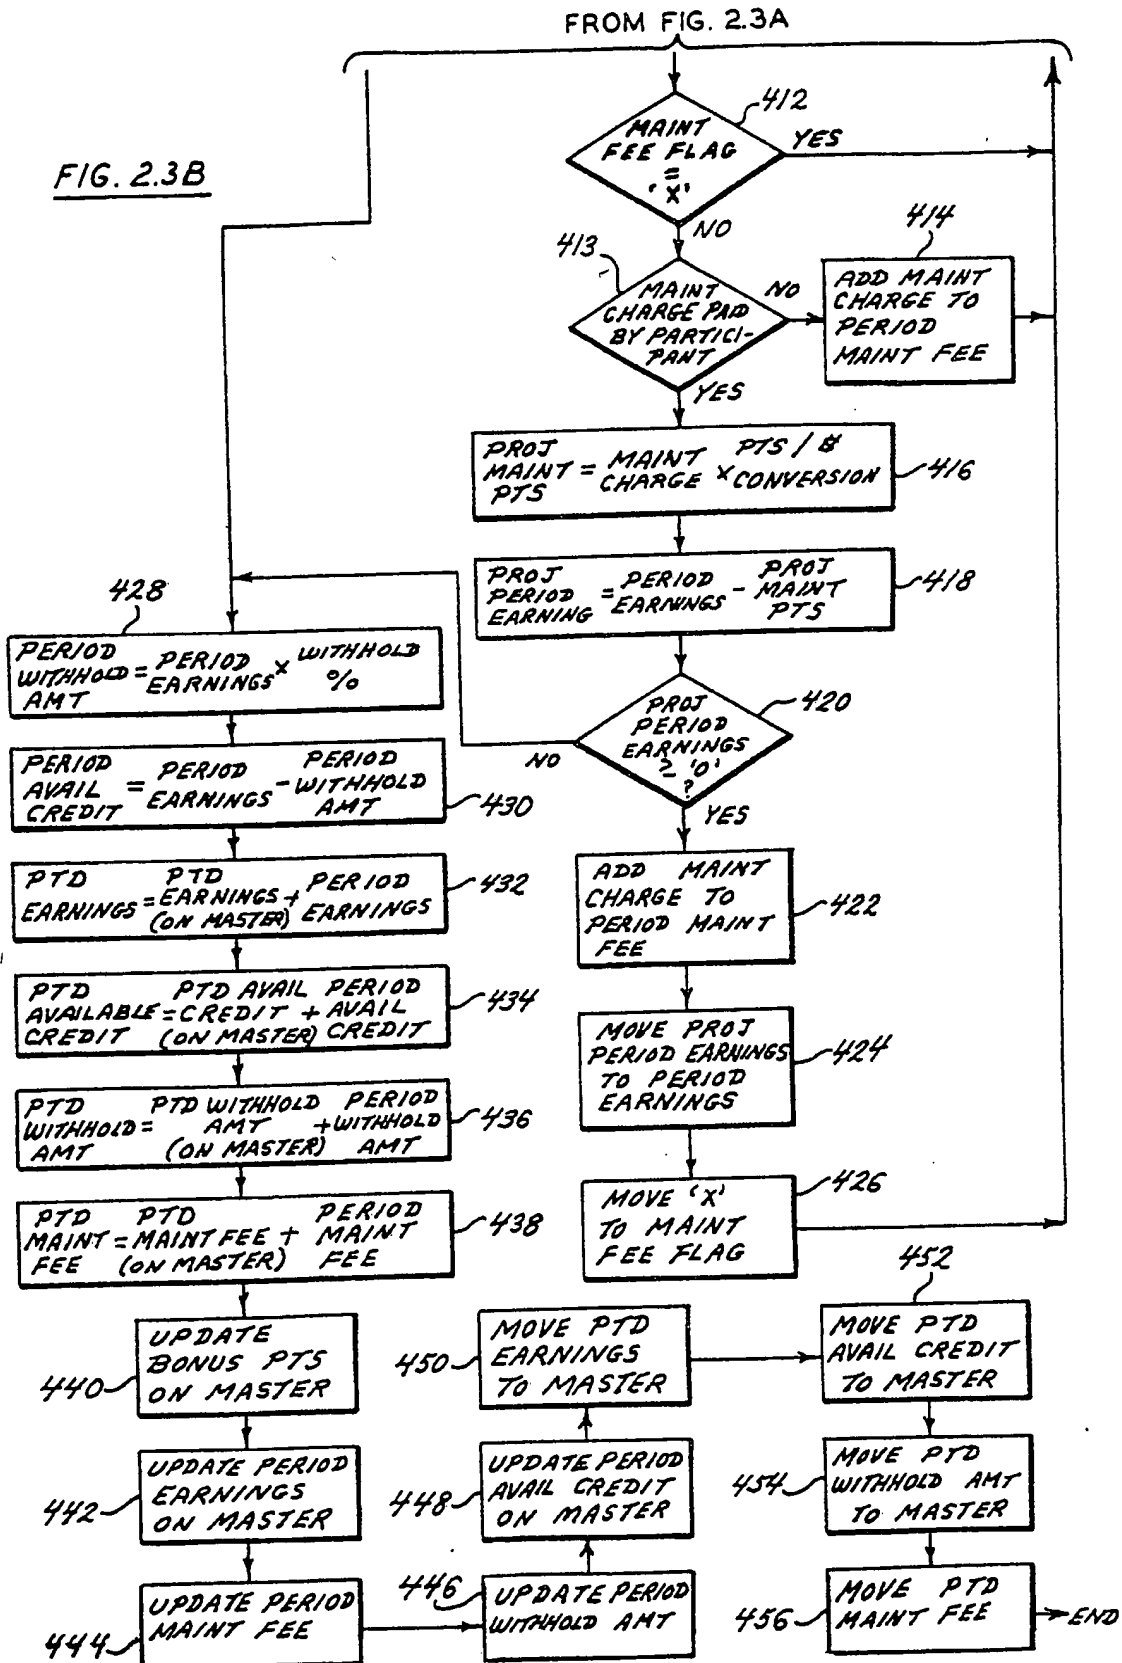 FROM FIG. 2.3A
FIG. 2.3B
412
MAINT
FEE FLAG
=
'X'
YES
NO
413
MAINT
CHARGE PAID
BY PARTICI-
PANT
NO
YES
414
ADD MAINT
CHARGE TO
PERIOD
MAINT FEE
PROJ MAINT PTS / $
MAINT = CHARGE × CONVERSION
PTS
416
PROJ PERIOD PROJ
PERIOD = EARNINGS - MAINT
EARNING PTS
418
PROJ
PERIOD
EARNINGS
≥ '0'
?
420
NO
YES
ADD MAINT
CHARGE TO
PERIOD MAINT
FEE
422
MOVE PROJ
PERIOD EARNINGS
TO PERIOD
EARNINGS
424
MOVE 'X'
TO MAINT
FEE FLAG
426
428
PERIOD PERIOD WITHHOLD
WITHHOLD = EARNINGS × %
AMT
PERIOD PERIOD PERIOD
AVAIL = EARNINGS - WITHHOLD
CREDIT AMT
430
PTD PTD PERIOD
EARNINGS = EARNINGS + EARNINGS
(ON MASTER)
432
PTD PTD AVAIL PERIOD
AVAILABLE = CREDIT + AVAIL
CREDIT (ON MASTER) CREDIT
434
PTD PTD WITHHOLD PERIOD
WITHHOLD = AMT + WITHHOLD
AMT (ON MASTER) AMT
436
PTD PTD PERIOD
MAINT = MAINT FEE + MAINT
FEE (ON MASTER) FEE
438
UPDATE
BONUS PTS
ON MASTER
440
UPDATE PERIOD
EARNINGS
ON MASTER
442
UPDATE PERIOD
MAINT FEE
444
446
UPDATE PERIOD
WITHHOLD AMT
UPDATE PERIOD
AVAIL CREDIT
ON MASTER
448
MOVE PTD
EARNINGS
TO MASTER
450
452
MOVE PTD
AVAIL CREDIT
TO MASTER
MOVE PTD
WITHHOLD AMT
TO MASTER
454
MOVE PTD
MAINT FEE
456
END